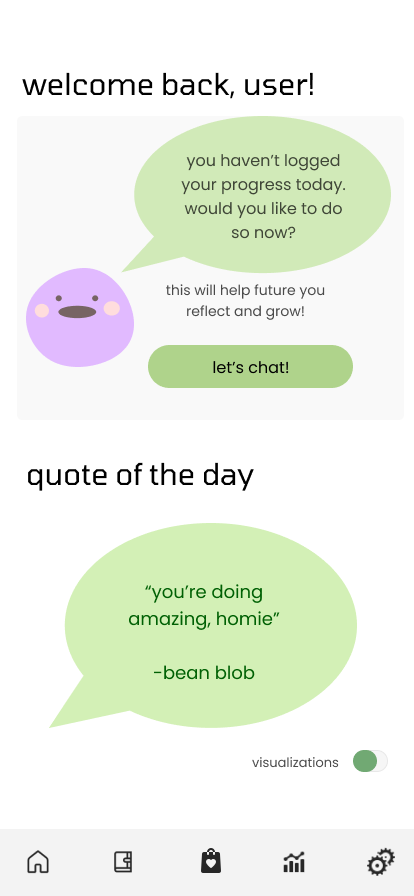 welcome back, user!
you haven’t logged
your progress today.
would you like to do
so now?
this will help future you
reflect and grow!
let’s chat!
quote of the day
“you’re doing
amazing, homie”
-bean blob
visualizations